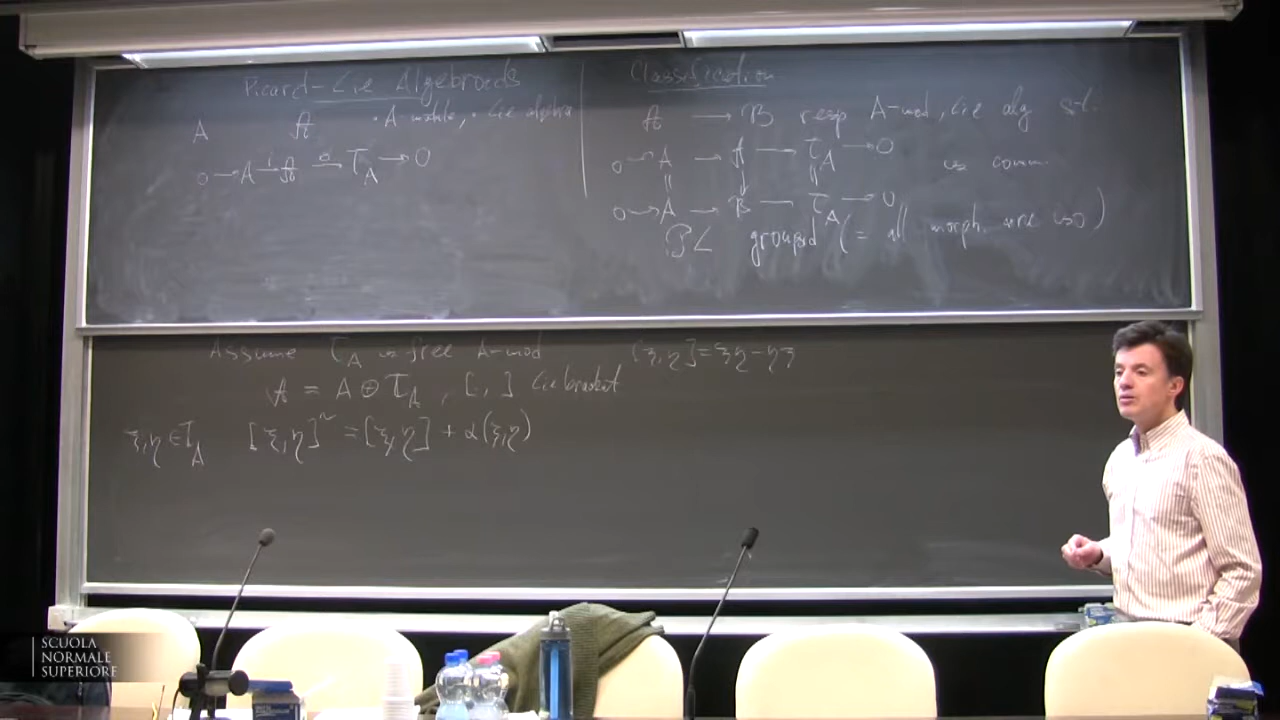 Picard-Lie Algebroids
A 𝒜 · A-module, · Lie algebra
0 → A →i 𝒜 →σ T_A → 0
Classification
𝒜 → B resp A-mod, Lie alg s.t.
0 → A → 𝒜 → T_A → 0 is comm
0 → A → B → T_A → 0
PL groupoid (= all morph. are iso)
Assume T_A is free A-mod [ξ,η] = ξη - ηξ
𝒜 = A ⊕ T_A , [,] Lie bracket
ξ,η ∈ T_A [ξ,η]^~ = [ξ,η] + α(ξ,η)
SCUOLA
NORMALE
SUPERIORE